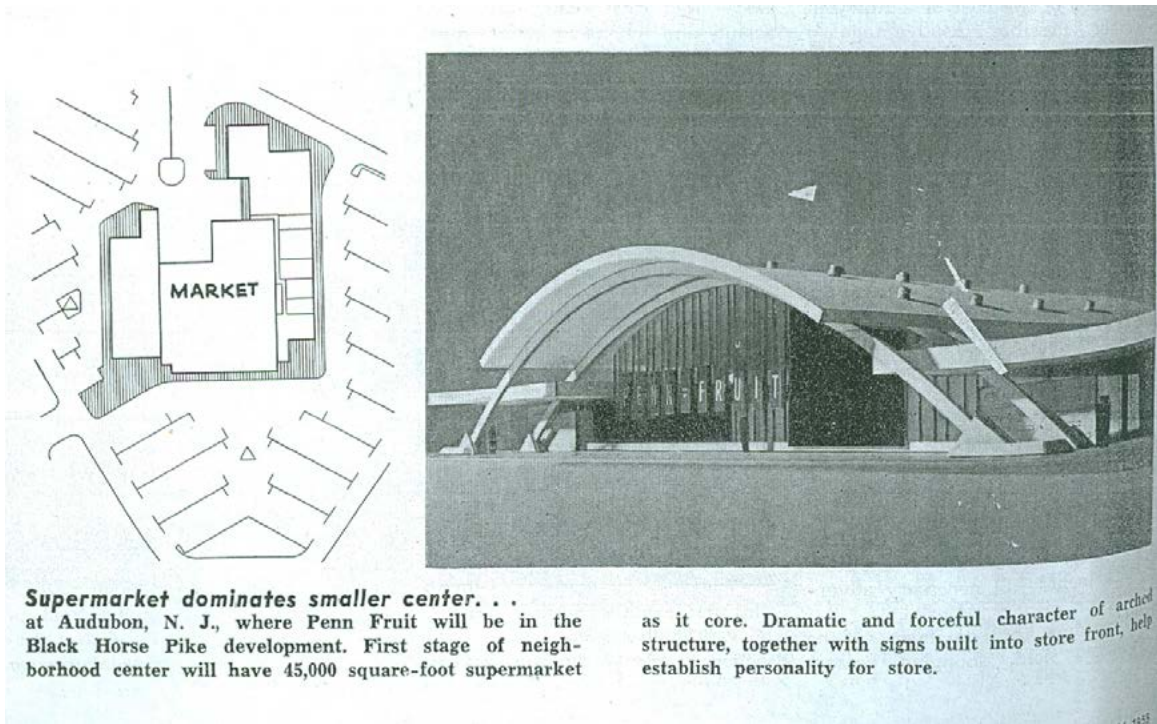 MARKET
PENN-FRUIT
Supermarket dominates smaller center. . .
at Audubon, N. J., where Penn Fruit will be in the
Black Horse Pike development. First stage of neigh-
borhood center will have 45,000 square-foot supermarket
as it core. Dramatic and forceful character of arched
structure, together with signs built into store front, help
establish personality for store.
1955